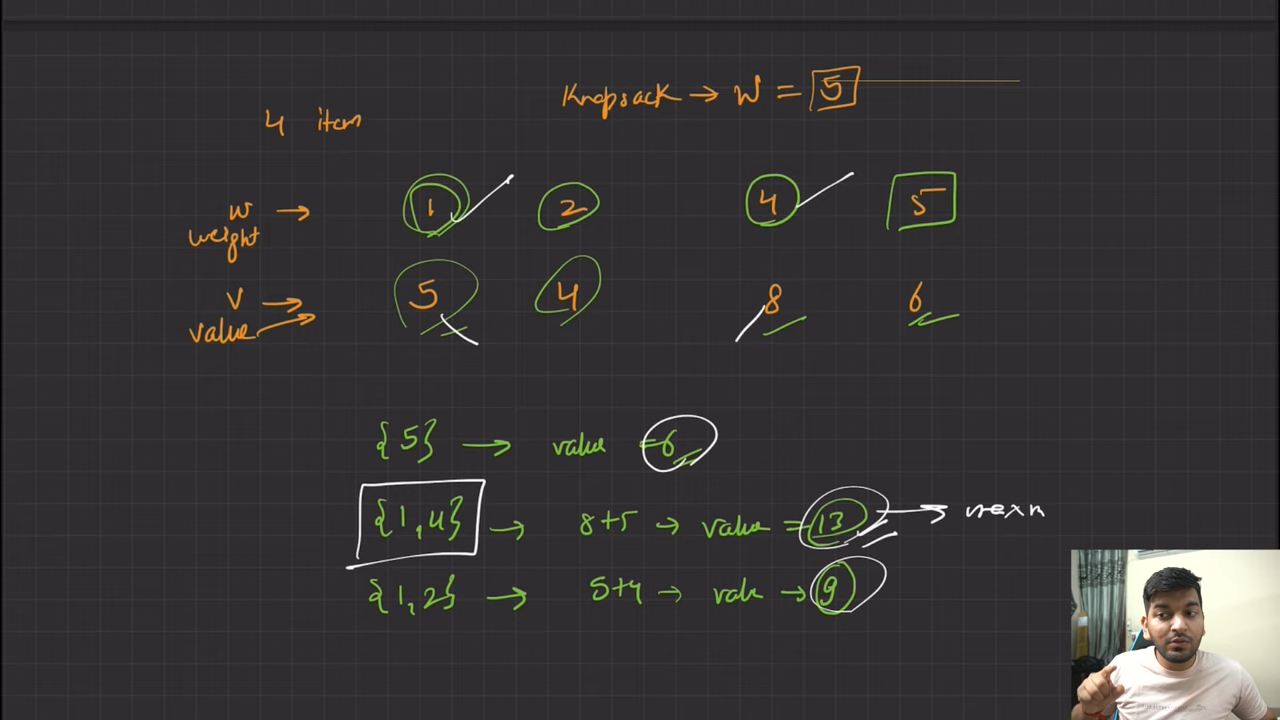 Knapsack → W = 5
4 item
w → 1 2 4 5
weight
v → 5 4 8 6
value
{5} → value = 6
{1,4} → 8+5 → value = 13 →
{1,2} → 5+4 → valu → 9